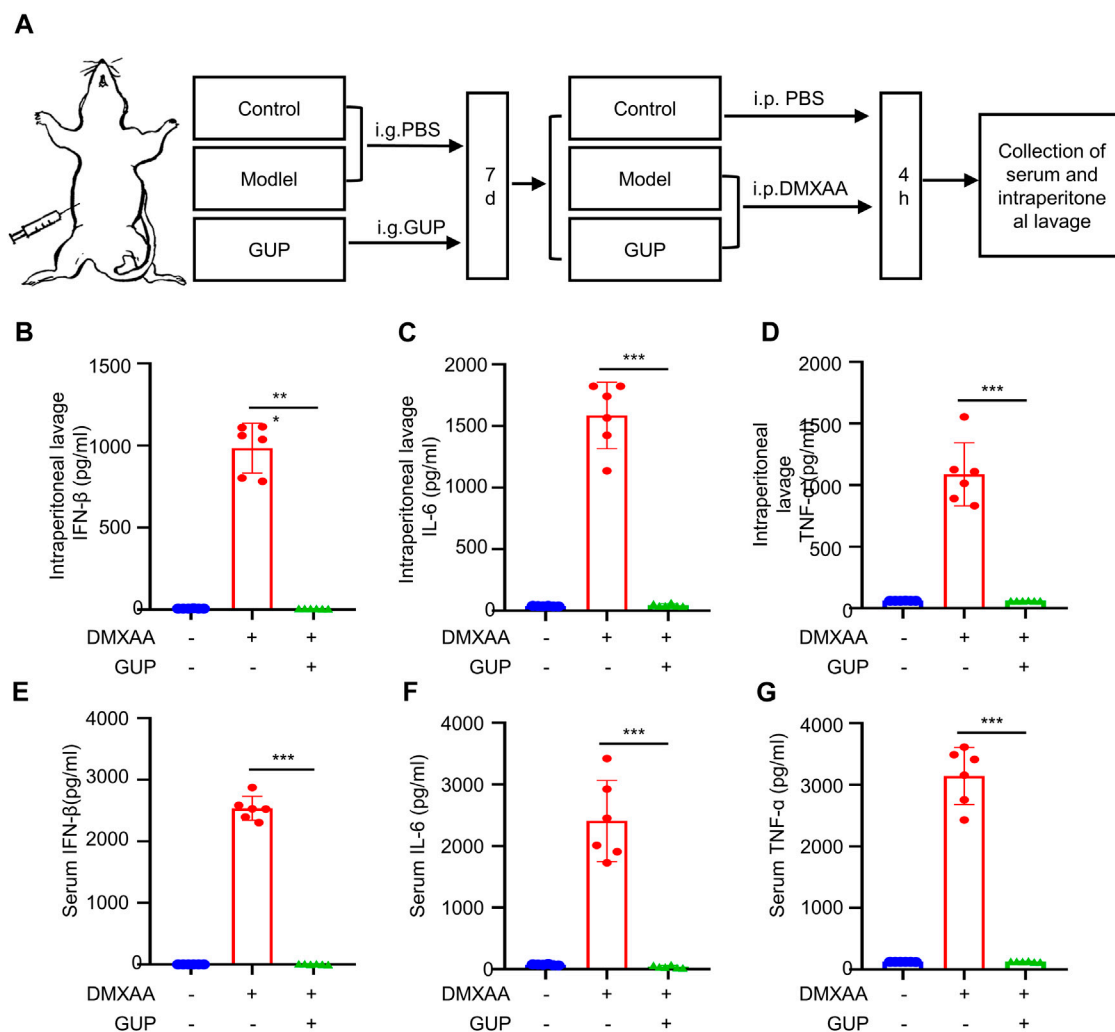 A
Control
Modlel
GUP
i.g.PBS
i.g.GUP
7
d
Control
Model
GUP
i.p. PBS
i.p.DMXAA
4
h
Collection of
serum and
intraperitone
al lavage
B
Intraperitoneal lavage
IFN-β (pg/ml)
1500
1000
500
0
**
*
DMXAA - + +
GUP - - +
C
Intraperitoneal lavage
IL-6 (pg/ml)
2000
1500
1000
500
0
***
DMXAA - + +
GUP - - +
D
Intraperitoneal
lavage
TNF-α(pg/ml)
2000
1500
1000
500
0
***
DMXAA - + +
GUP - - +
E
Serum IFN-β(pg/ml)
4000
3000
2000
1000
0
***
DMXAA - + +
GUP - - +
F
Serum IL-6 (pg/ml)
4000
3000
2000
1000
0
***
DMXAA - + +
GUP - - +
G
Serum TNF-α (pg/ml)
4000
3000
2000
1000
0
***
DMXAA - + +
GUP - - +